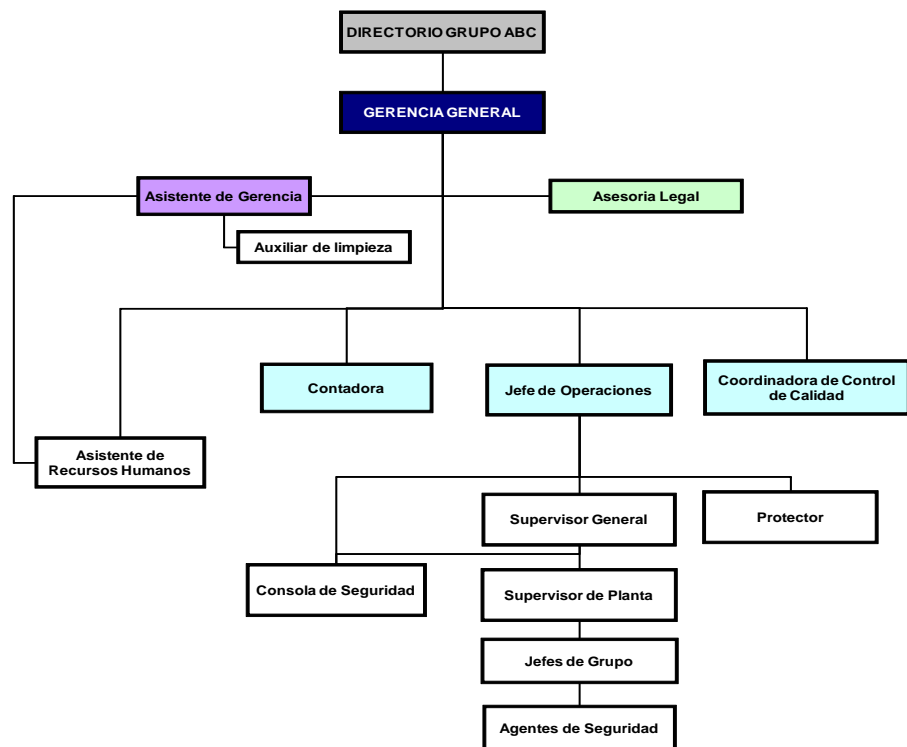 DIRECTORIO GRUPO ABC
GERENCIA GENERAL
Asistente de Gerencia
Asesoria Legal
Auxiliar de limpieza
Contadora
Jefe de Operaciones
Coordinadora de Control
de Calidad
Asistente de
Recursos Humanos
Supervisor General
Protector
Consola de Seguridad
Supervisor de Planta
Jefes de Grupo
Agentes de Seguridad